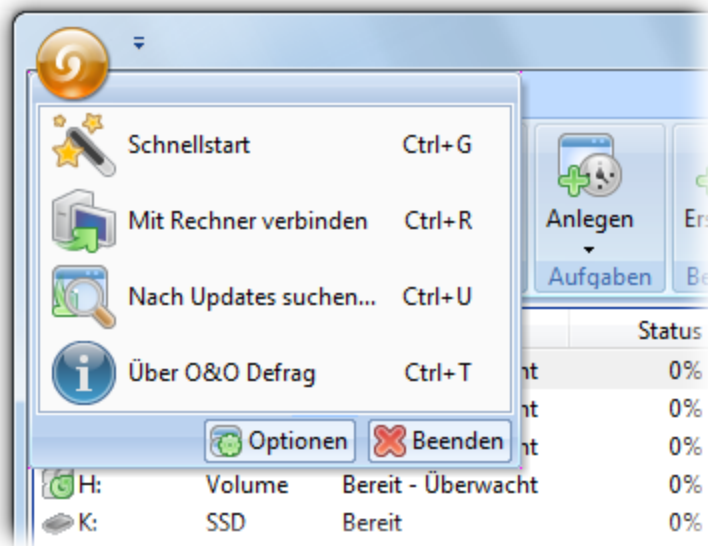 Schnellstart Ctrl+G
Mit Rechner verbinden Ctrl+R
Nach Updates suchen... Ctrl+U
Über O&O Defrag Ctrl+T
Optionen Beenden
Anlegen
Aufgaben
Status
0%
0%
0%
H: Volume Bereit - Überwacht 0%
K: SSD Bereit 0%